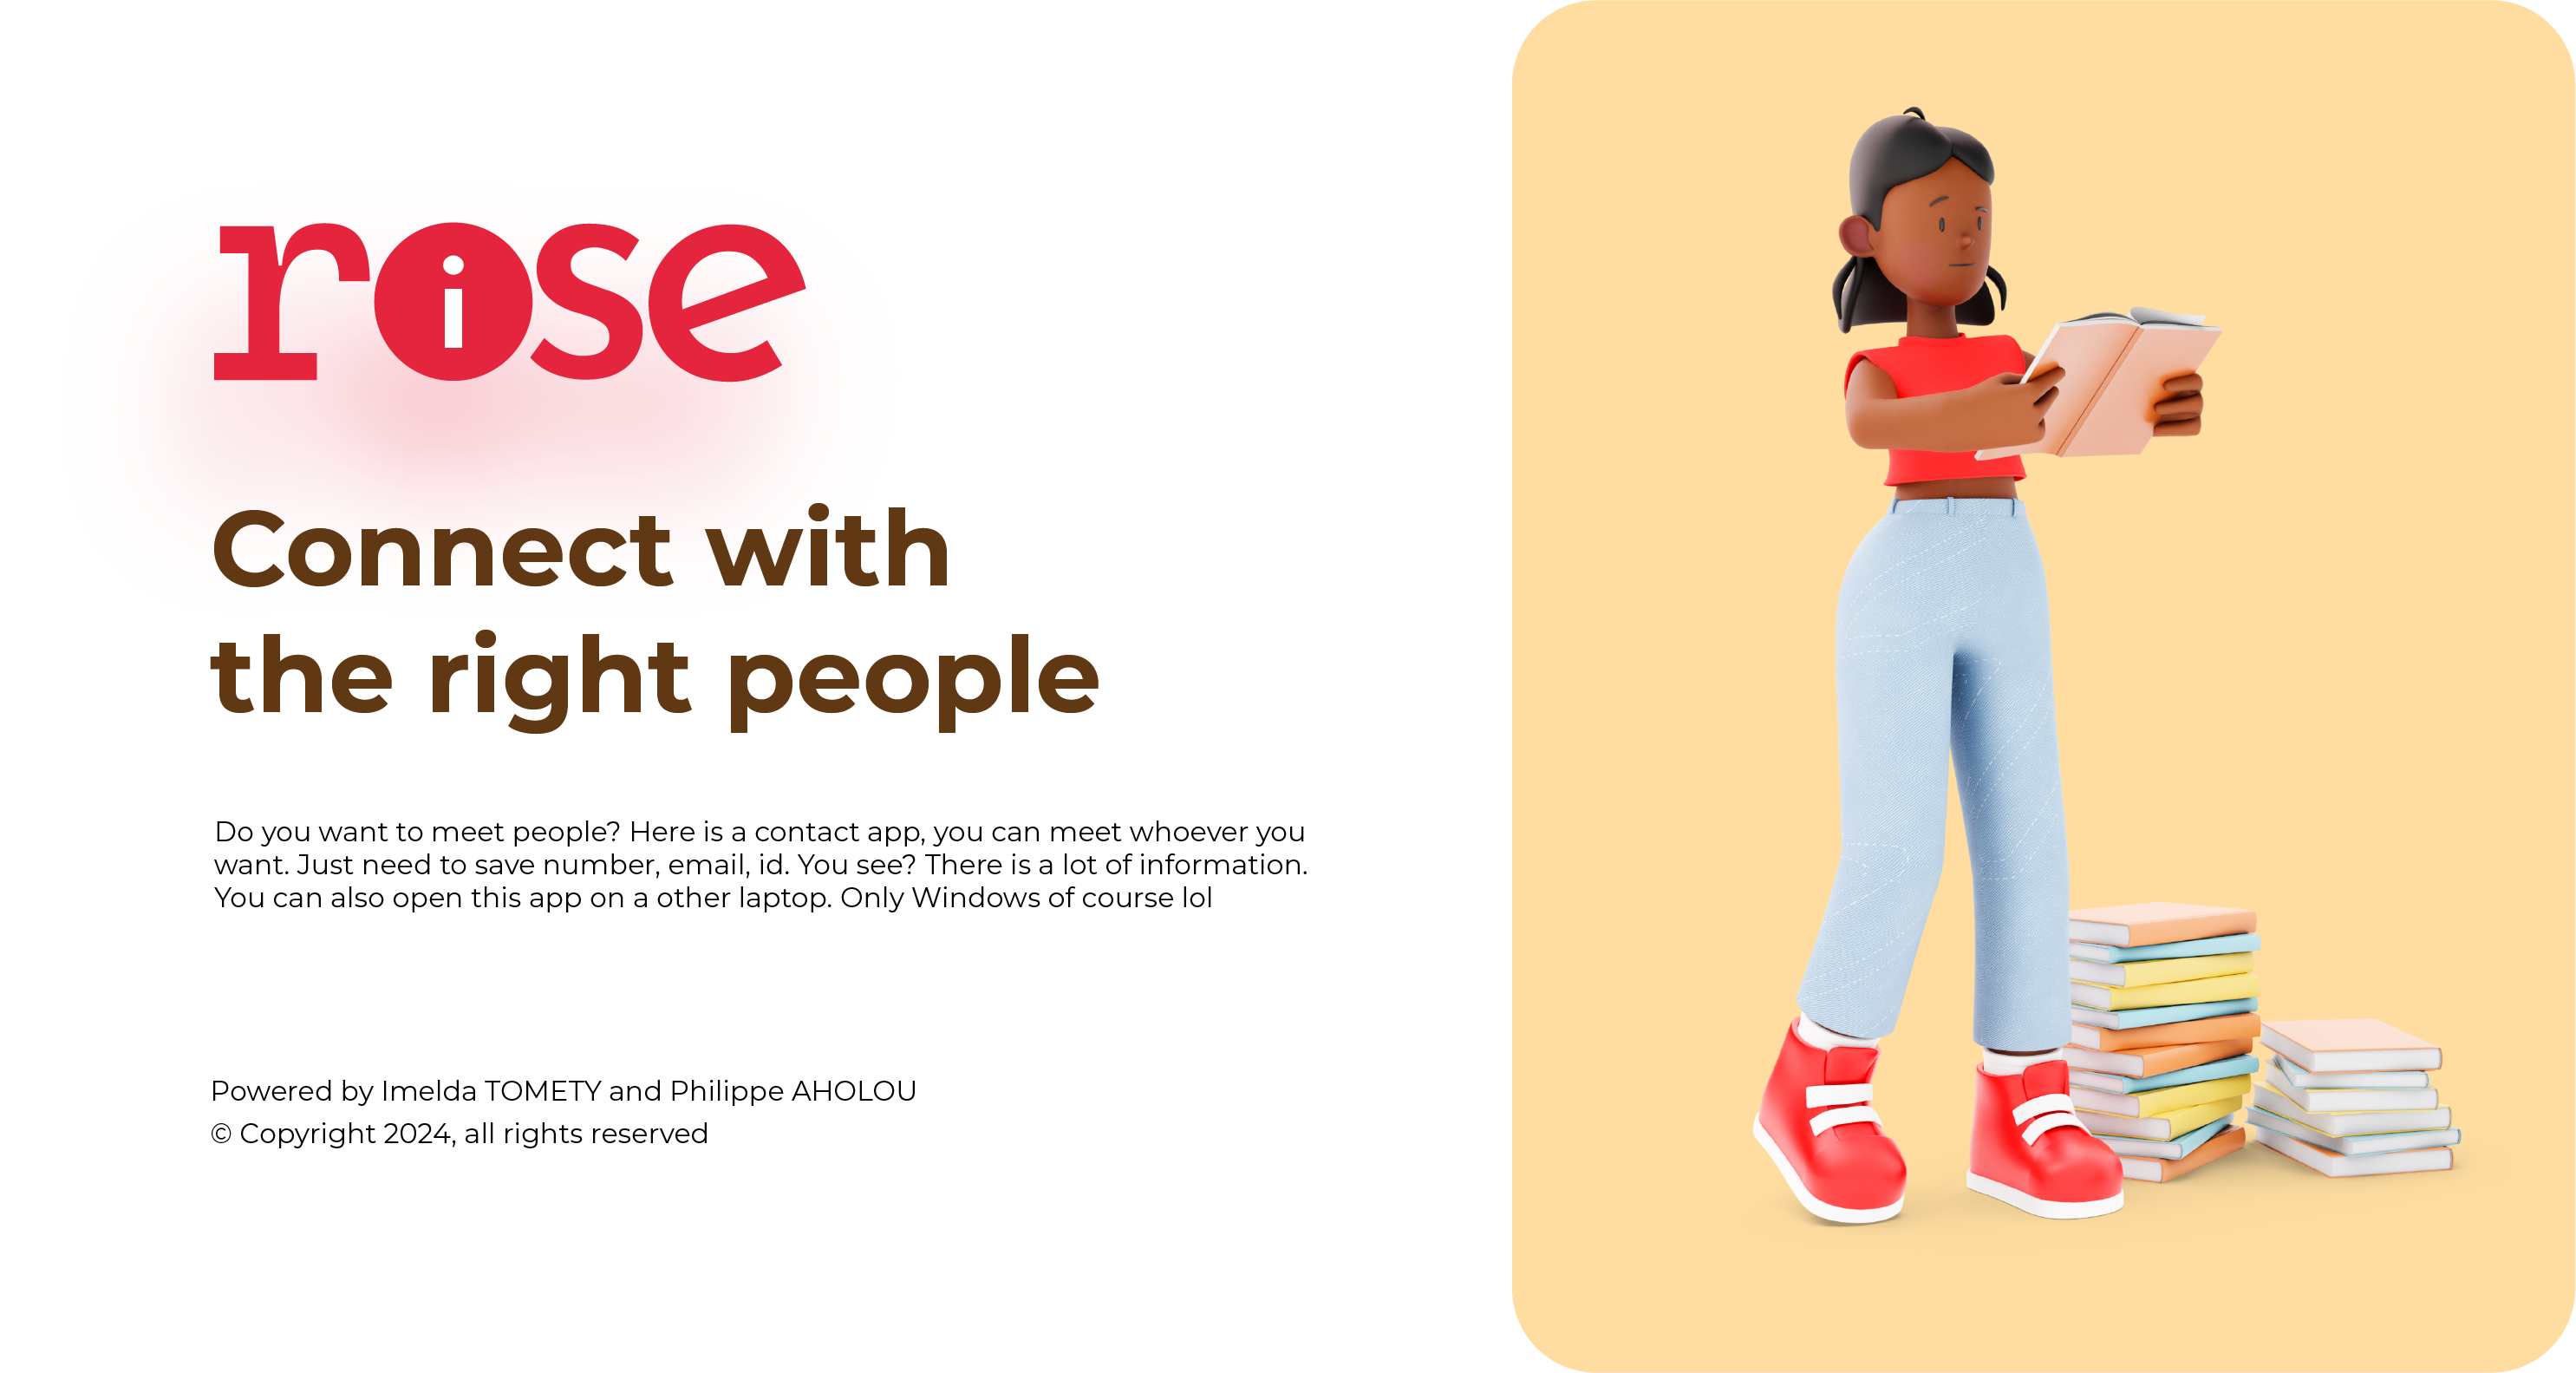 rose
i
Connect with
the right people
Do you want to meet people? Here is a contact app, you can meet whoever you
want. Just need to save number, email, id. You see? There is a lot of information.
You can also open this app on a other laptop. Only Windows of course lol
Powered by Imelda TOMETY and Philippe AHOLOU
© Copyright 2024, all rights reserved